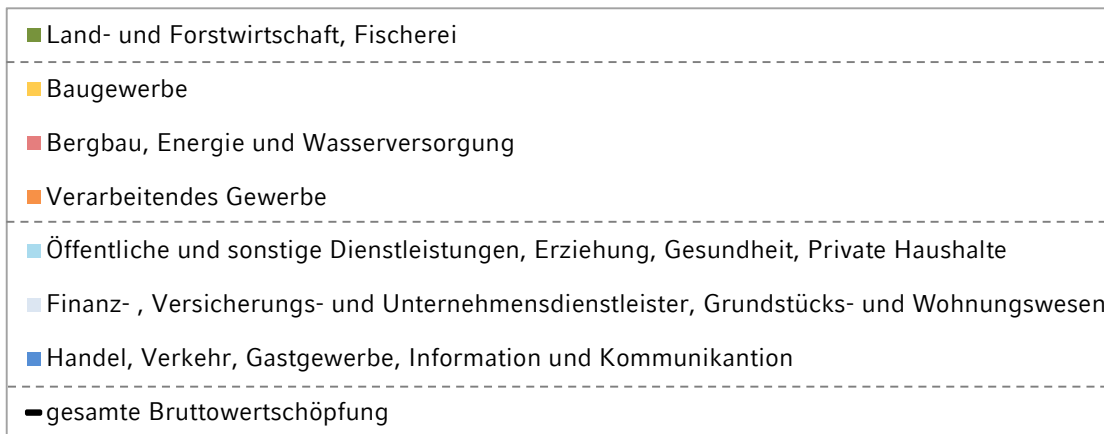 Land- und Forstwirtschaft, Fischerei
Baugewerbe
Bergbau, Energie und Wasserversorgung
Verarbeitendes Gewerbe
Öffentliche und sonstige Dienstleistungen, Erziehung, Gesundheit, Private Haushalte
Finanz- , Versicherungs- und Unternehmensdienstleister, Grundstücks- und Wohnungswesen
Handel, Verkehr, Gastgewerbe, Information und Kommunikantion
gesamte Bruttowertschöpfung